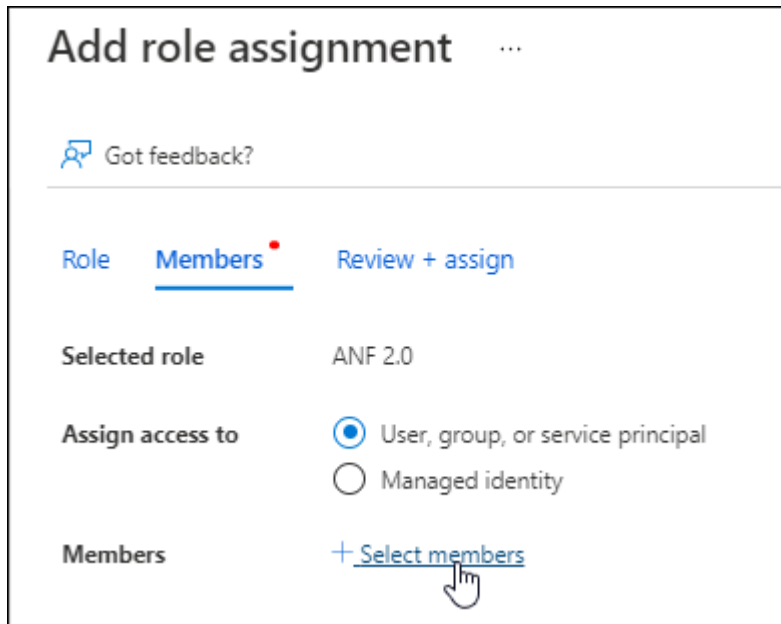 Add role assignment ...
Got feedback?
Role Members Review + assign
Selected role ANF 2.0
Assign access to User, group, or service principal
Managed identity
Members + Select members